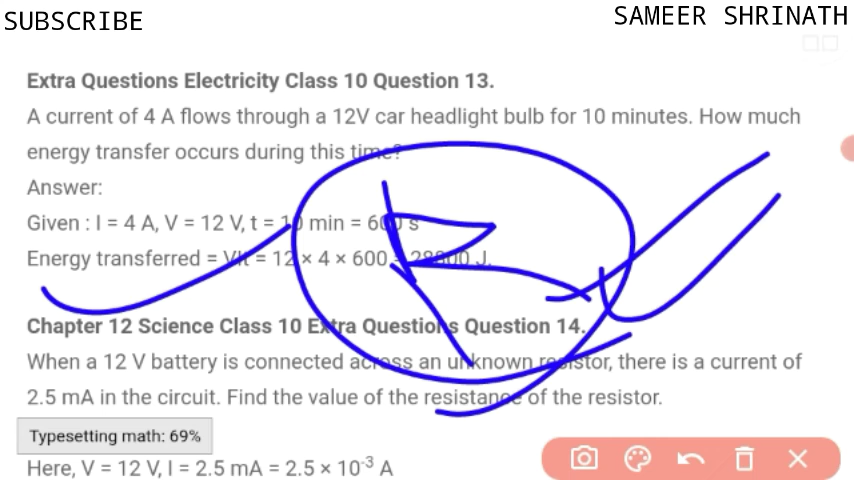 SUBSCRIBE
SAMEER SHRINATH
Extra Questions Electricity Class 10 Question 13.
A current of 4 A flows through a 12V car headlight bulb for 10 minutes. How much
energy transfer occurs during this time?
Answer:
Given : I = 4 A, V = 12 V, t = 10 min = 600 s
Energy transferred = VIt = 12 × 4 × 600 = 28800 J.
Chapter 12 Science Class 10 Extra Questions Question 14.
When a 12 V battery is connected across an unknown resistor, there is a current of
2.5 mA in the circuit. Find the value of the resistance of the resistor.
Typesetting math: 69%
Here, V = 12 V, I = 2.5 mA = 2.5 × 10⁻³ A